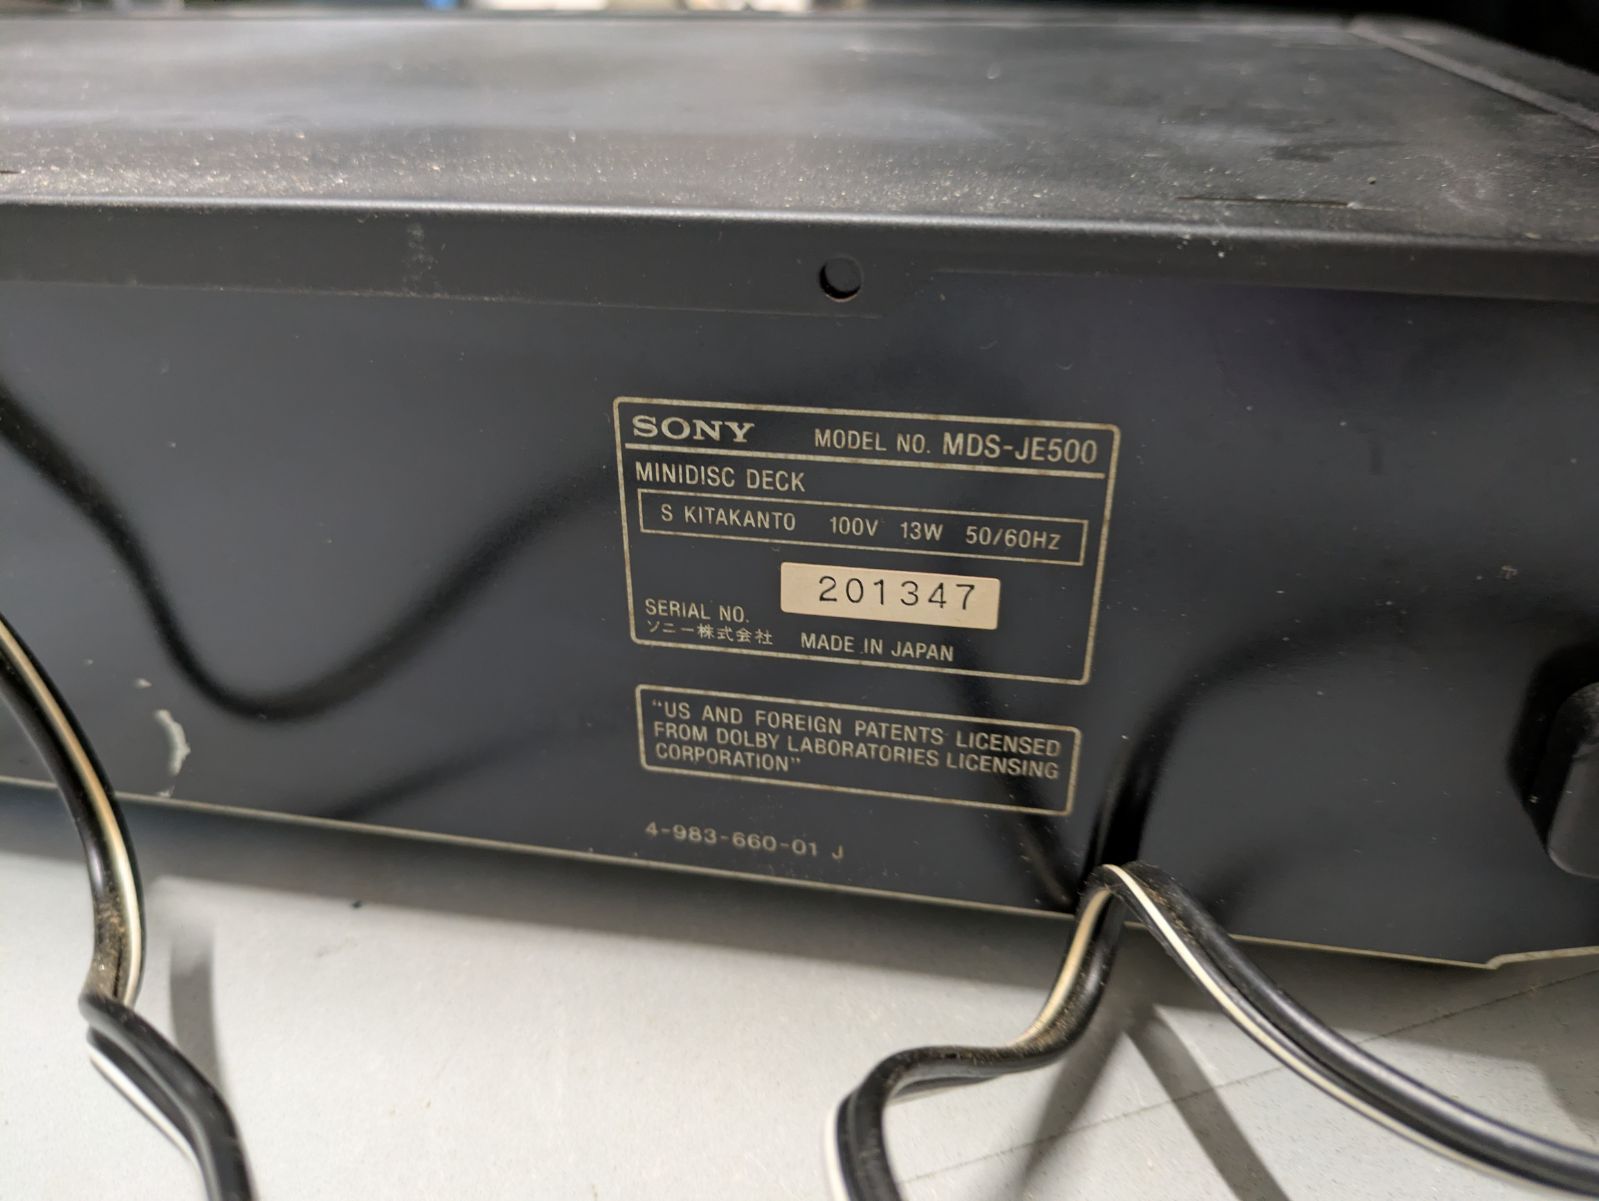 SONY MODEL NO. MDS-JE500
MINIDISC DECK
S KITAKANTO 100V 13W 50/60Hz
201347
SERIAL NO.
ソニー株式会社 MADE IN JAPAN
"US AND FOREIGN PATENTS LICENSED
FROM DOLBY LABORATORIES LICENSING
CORPORATION"
4-983-660-01 J